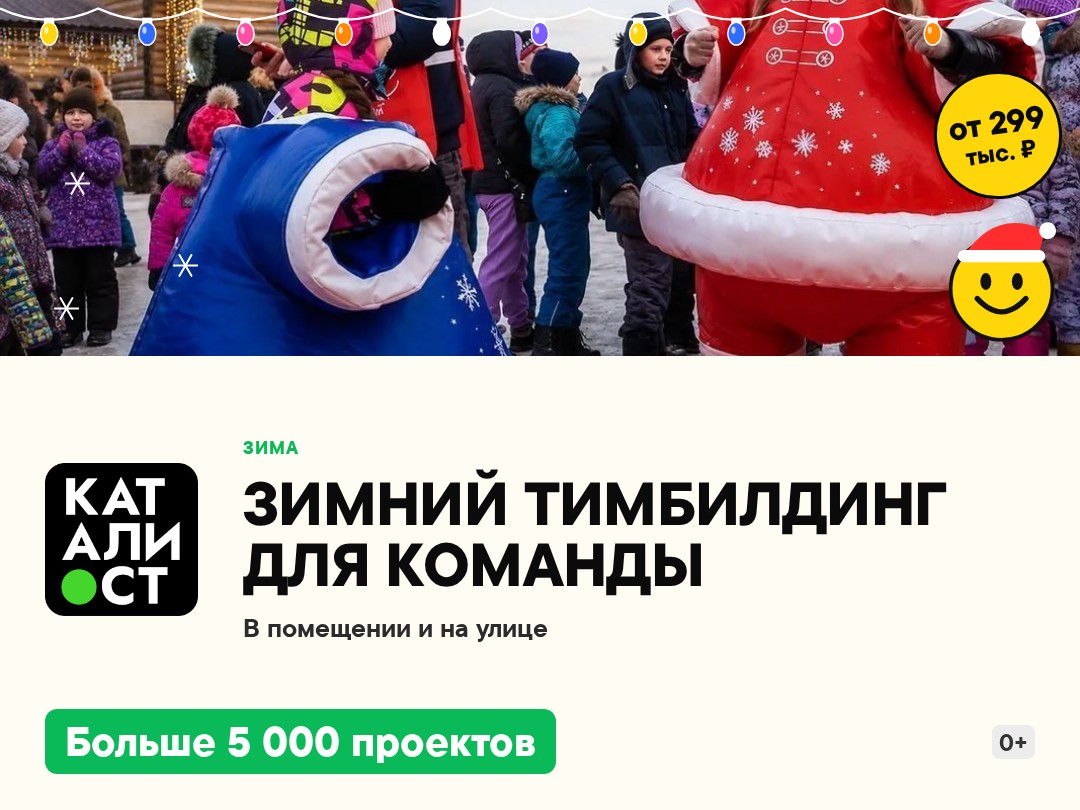 от 299
тыс. ₽
ЗИМА
КАТ
АЛИ
СТ
ЗИМНИЙ ТИМБИЛДИНГ
ДЛЯ КОМАНДЫ
В помещении и на улице
Больше 5 000 проектов
0+